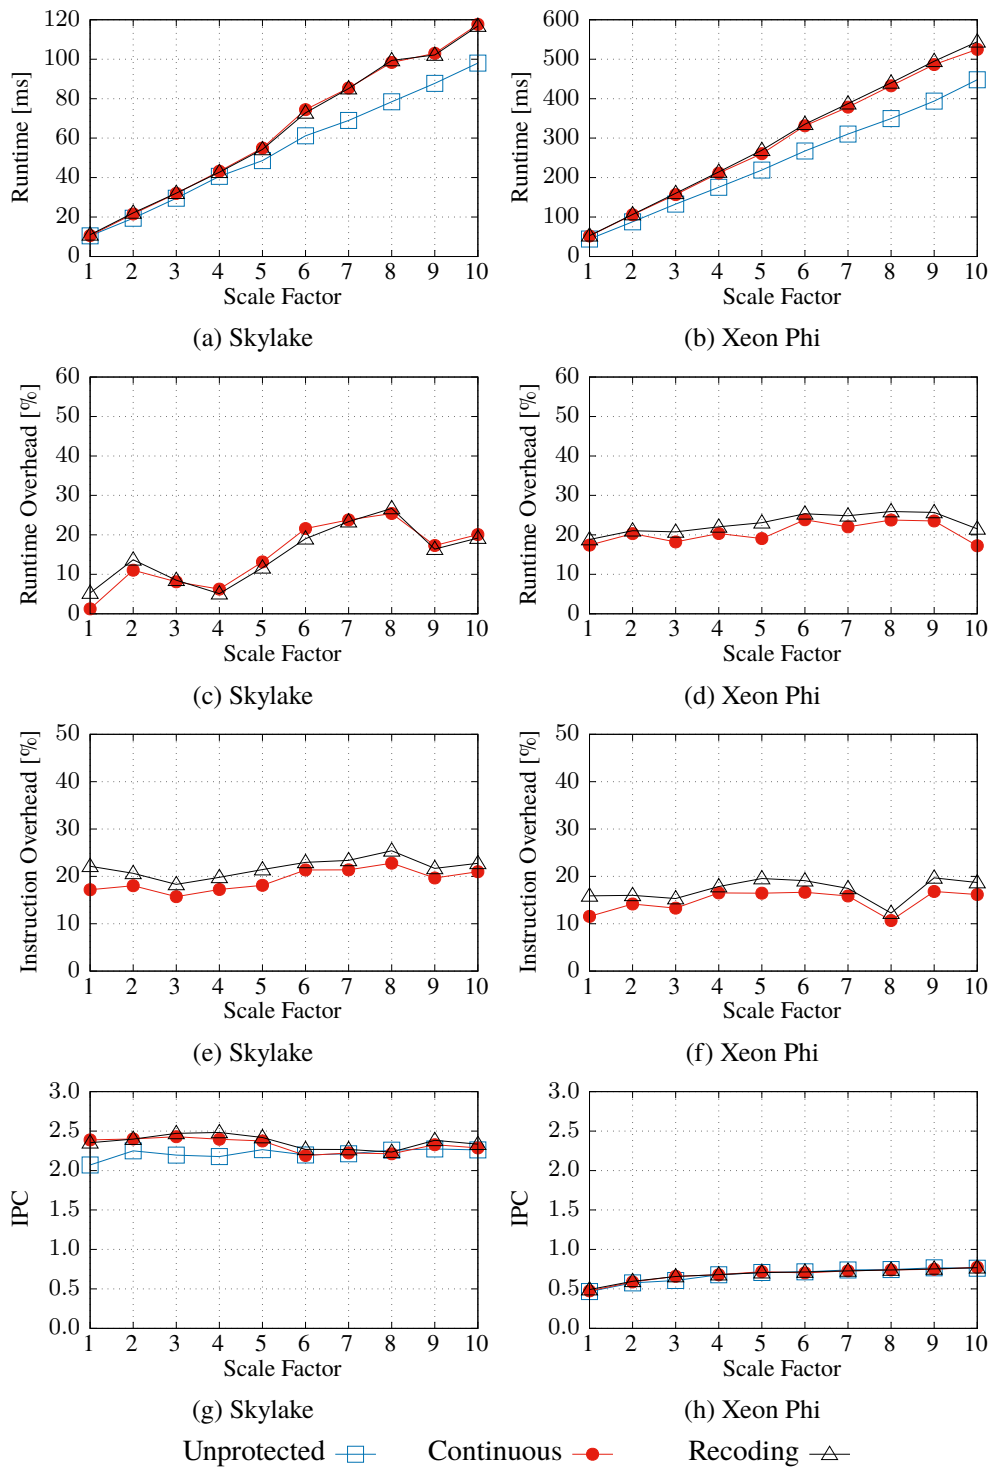 120
100
80
60
40
20
0
Runtime [ms]
1 2 3 4 5 6 7 8 9 10
Scale Factor
(a) Skylake
600
500
400
300
200
100
0
Runtime [ms]
1 2 3 4 5 6 7 8 9 10
Scale Factor
(b) Xeon Phi
60
50
40
30
20
10
0
Runtime Overhead [%]
1 2 3 4 5 6 7 8 9 10
Scale Factor
(c) Skylake
60
50
40
30
20
10
0
Runtime Overhead [%]
1 2 3 4 5 6 7 8 9 10
Scale Factor
(d) Xeon Phi
50
40
30
20
10
0
Instruction Overhead [%]
1 2 3 4 5 6 7 8 9 10
Scale Factor
(e) Skylake
50
40
30
20
10
0
Instruction Overhead [%]
1 2 3 4 5 6 7 8 9 10
Scale Factor
(f) Xeon Phi
3.0
2.5
2.0
1.5
1.0
0.5
0.0
IPC
1 2 3 4 5 6 7 8 9 10
Scale Factor
(g) Skylake
3.0
2.5
2.0
1.5
1.0
0.5
0.0
IPC
1 2 3 4 5 6 7 8 9 10
Scale Factor
(h) Xeon Phi
Unprotected Continuous Recoding